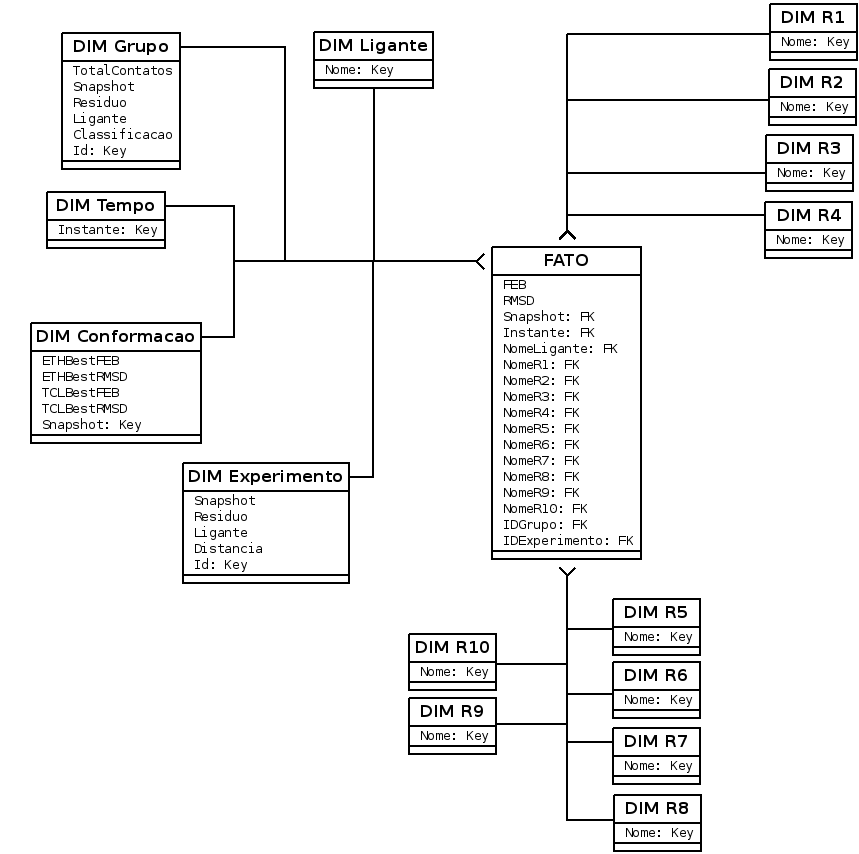 DIM Grupo
TotalContatos
Snapshot
Residuo
Ligante
Classificacao
Id: Key
DIM Ligante
Nome: Key
DIM R1
Nome: Key
DIM R2
Nome: Key
DIM R3
Nome: Key
DIM R4
Nome: Key
DIM Tempo
Instante: Key
DIM Conformacao
ETHBestFEB
ETHBestRMSD
TCLBestFEB
TCLBestRMSD
Snapshot: Key
DIM Experimento
Snapshot
Residuo
Ligante
Distancia
Id: Key
FATO
FEB
RMSD
Snapshot: FK
Instante: FK
NomeLigante: FK
NomeR1: FK
NomeR2: FK
NomeR3: FK
NomeR4: FK
NomeR5: FK
NomeR6: FK
NomeR7: FK
NomeR8: FK
NomeR9: FK
NomeR10: FK
IDGrupo: FK
IDExperimento: FK
DIM R10
Nome: Key
DIM R9
Nome: Key
DIM R5
Nome: Key
DIM R6
Nome: Key
DIM R7
Nome: Key
DIM R8
Nome: Key